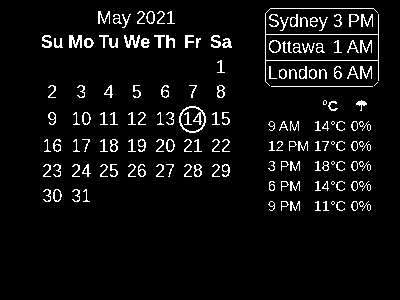 May 2021
Su Mo Tu We Th Fr Sa
1
2 3 4 5 6 7 8
9 10 11 12 13 14 15
16 17 18 19 20 21 22
23 24 25 26 27 28 29
30 31
Sydney 3 PM
Ottawa 1 AM
London 6 AM
°C ☂
9 AM 14°C 0%
12 PM 17°C 0%
3 PM 18°C 0%
6 PM 14°C 0%
9 PM 11°C 0%